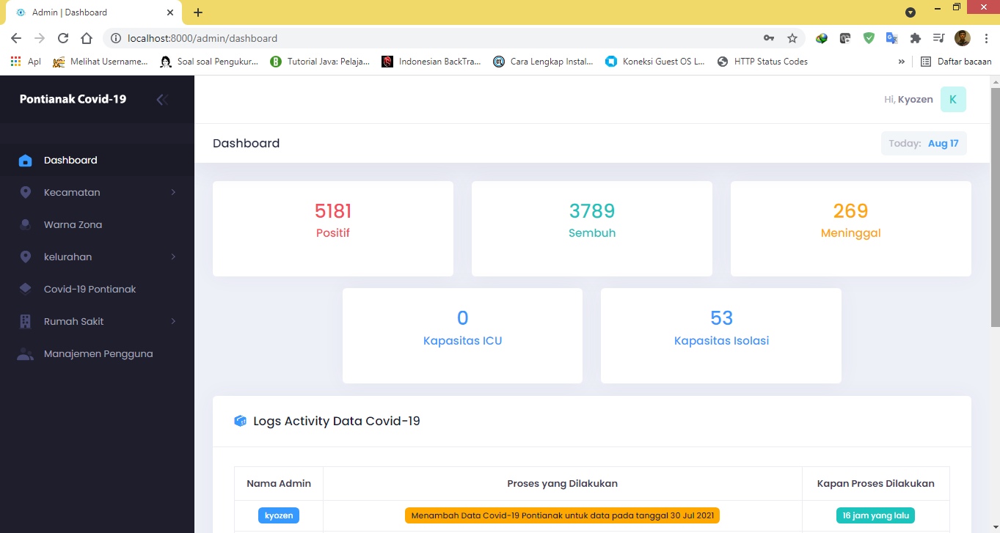 Admin | Dashboard
localhost:8000/admin/dashboard
Apl Melihat Username... Soal soal Pengukur... Tutorial Java: Pelaja... Indonesian BackTra... Cara Lengkap Instal... Koneksi Guest OS L... HTTP Status Codes » Daftar bacaan
Pontianak Covid-19
Hi, Kyozen K
Dashboard
Today: Aug 17
Dashboard
Kecamatan
Warna Zona
kelurahan
Covid-19 Pontianak
Rumah Sakit
Manajemen Pengguna
5181
Positif
3789
Sembuh
269
Meninggal
0
Kapasitas ICU
53
Kapasitas Isolasi
Logs Activity Data Covid-19
Nama Admin Proses yang Dilakukan Kapan Proses Dilakukan
kyozen Menambah Data Covid-19 Pontianak untuk data pada tanggal 30 Jul 2021 16 jam yang lalu